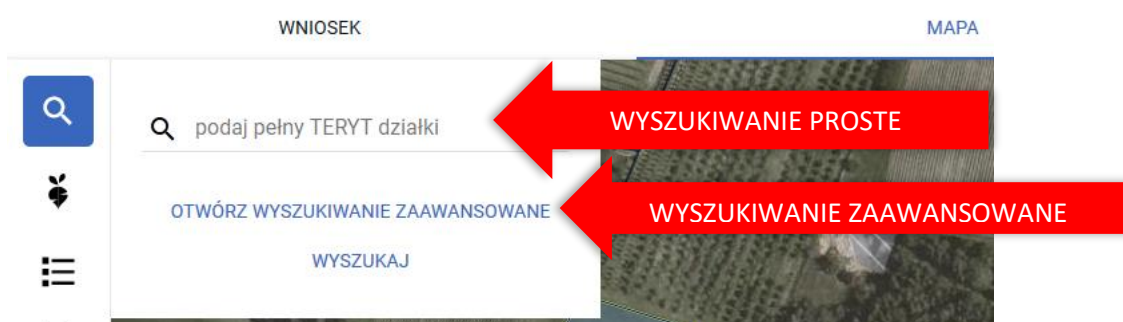 WNIOSEK
MAPA
podaj pełny TERYT działki
WYSZUKIWANIE PROSTE
OTWÓRZ WYSZUKIWANIE ZAAWANSOWANE
WYSZUKIWANIE ZAAWANSOWANE
WYSZUKAJ